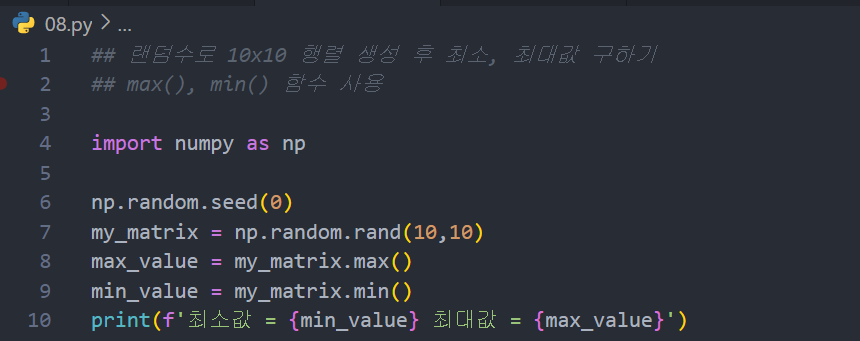 08.py > ...
1 ## 랜덤수로 10x10 행렬 생성 후 최소, 최대값 구하기
2 ## max(), min() 함수 사용
3
4 import numpy as np
5
6 np.random.seed(0)
7 my_matrix = np.random.rand(10,10)
8 max_value = my_matrix.max()
9 min_value = my_matrix.min()
10 print(f'최소값 = {min_value} 최대값 = {max_value}')